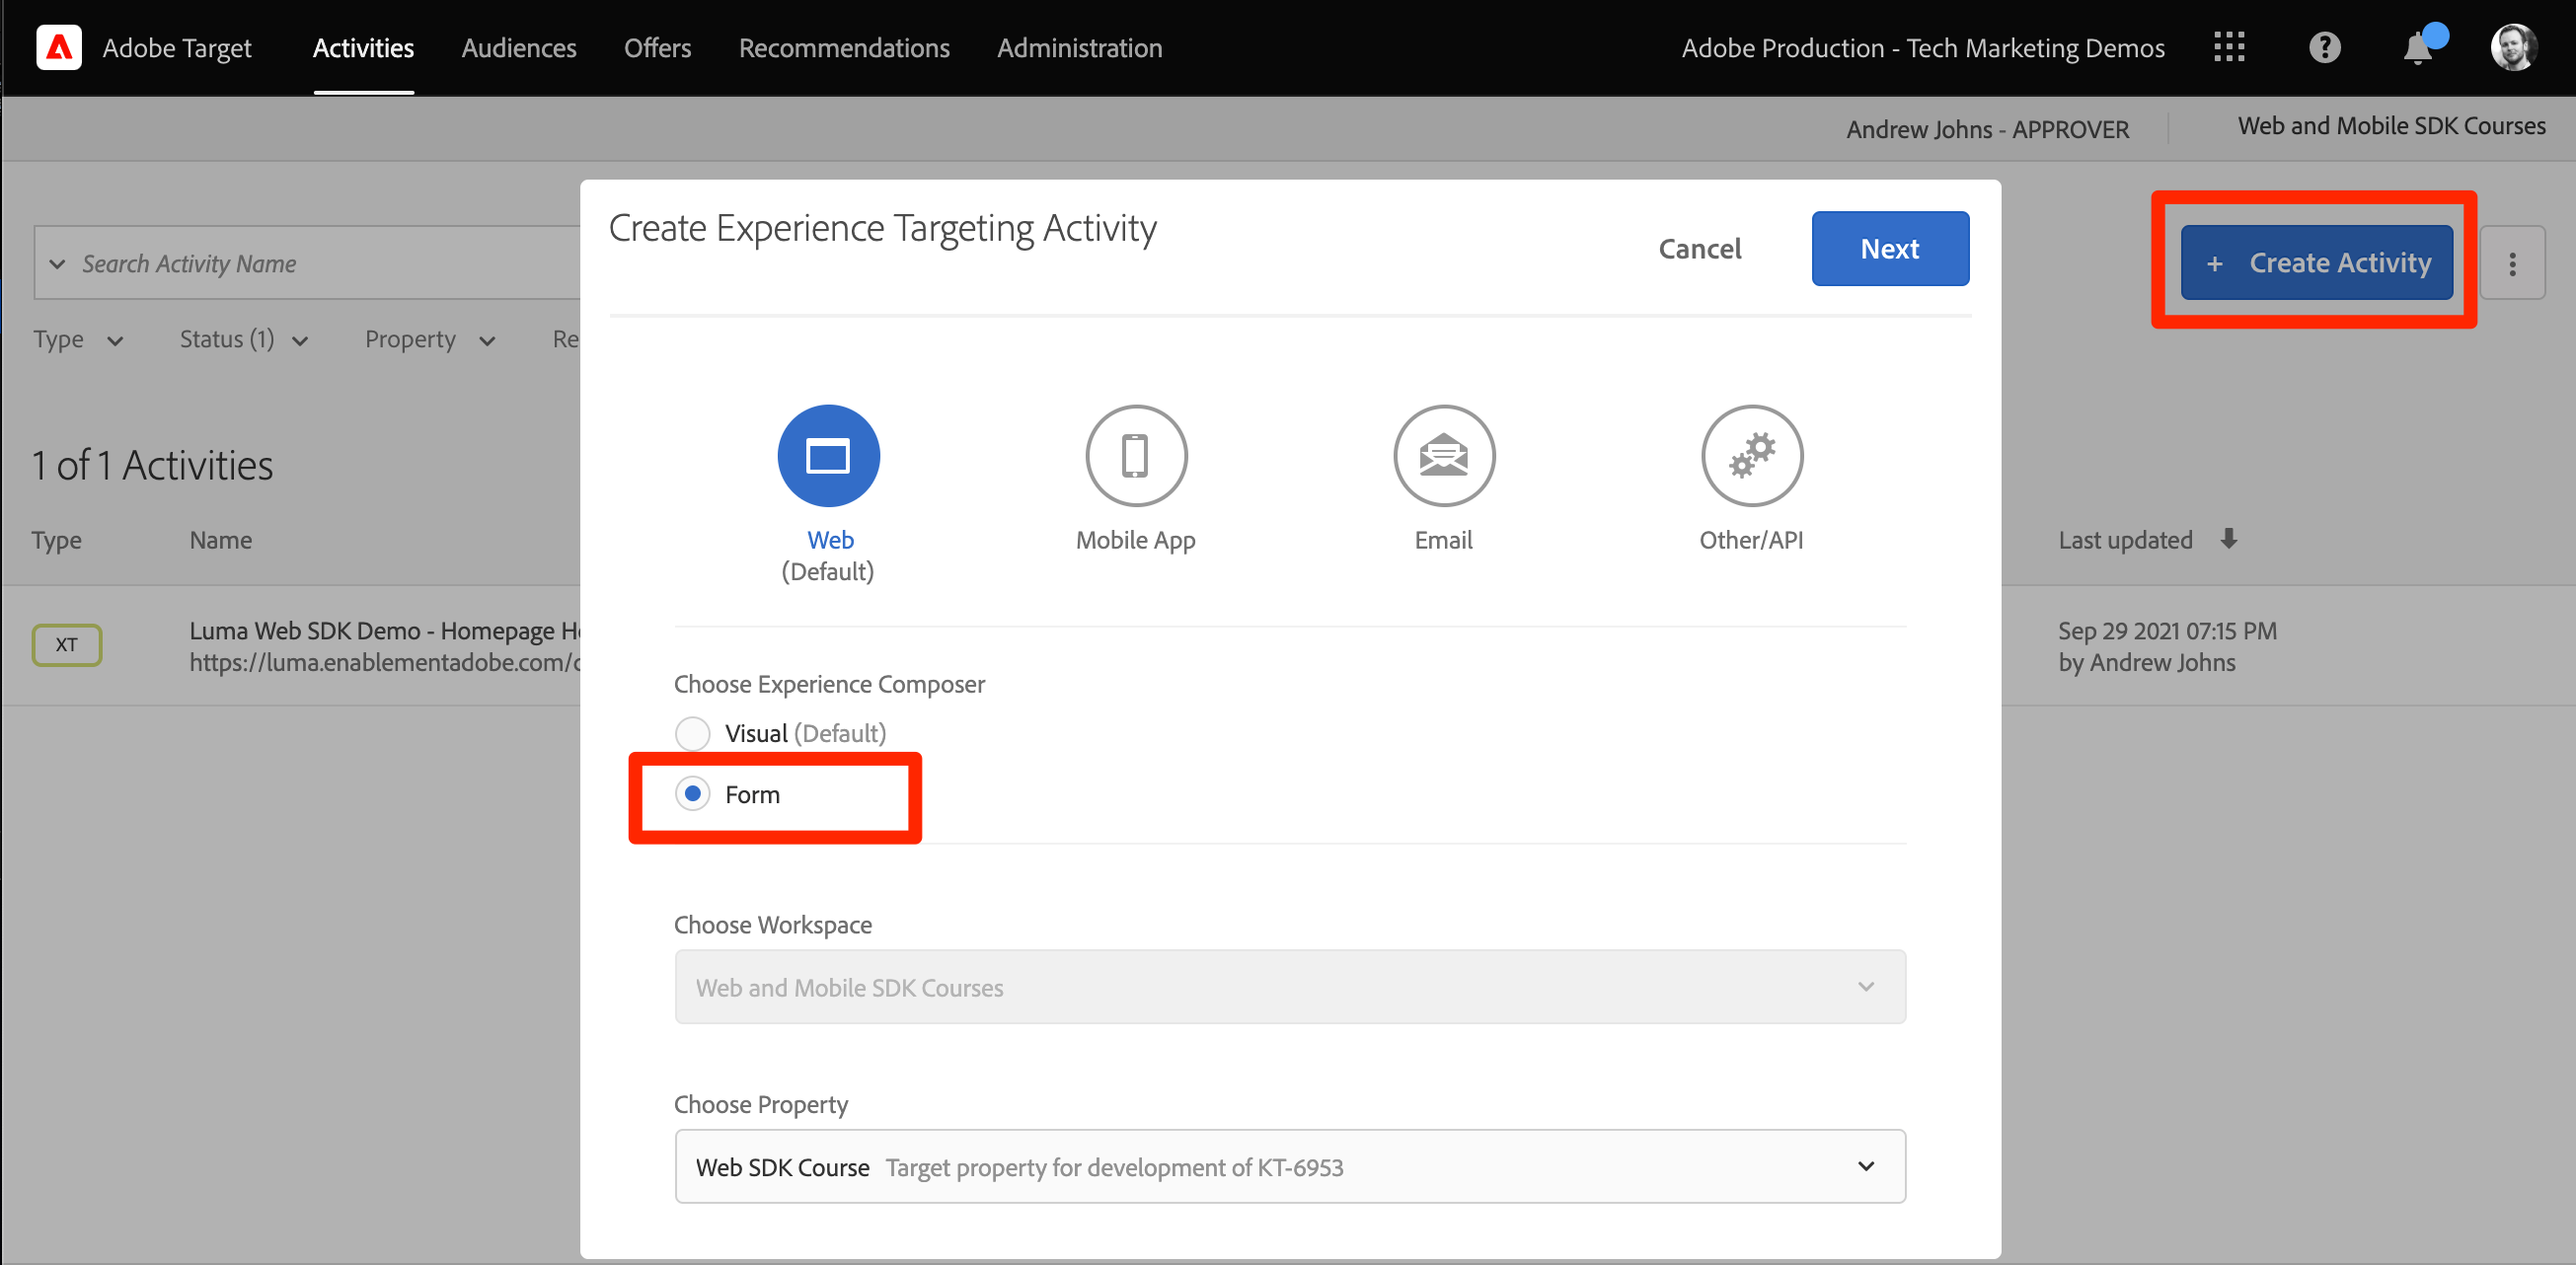 Adobe Target Activities Audiences Offers Recommendations Administration Adobe Production - Tech Marketing Demos
Andrew Johns - APPROVER Web and Mobile SDK Courses
Create Experience Targeting Activity Cancel Next
Search Activity Name
+ Create Activity
Type Status (1) Property Re
1 of 1 Activities
Web
(Default)
Mobile App
Email
Other/API
Type Name Last updated
XT
Luma Web SDK Demo - Homepage He
https://luma.enablementadobe.com/c
Sep 29 2021 07:15 PM
by Andrew Johns
Choose Experience Composer
Visual (Default)
Form
Choose Workspace
Web and Mobile SDK Courses
Choose Property
Web SDK Course Target property for development of KT-6953